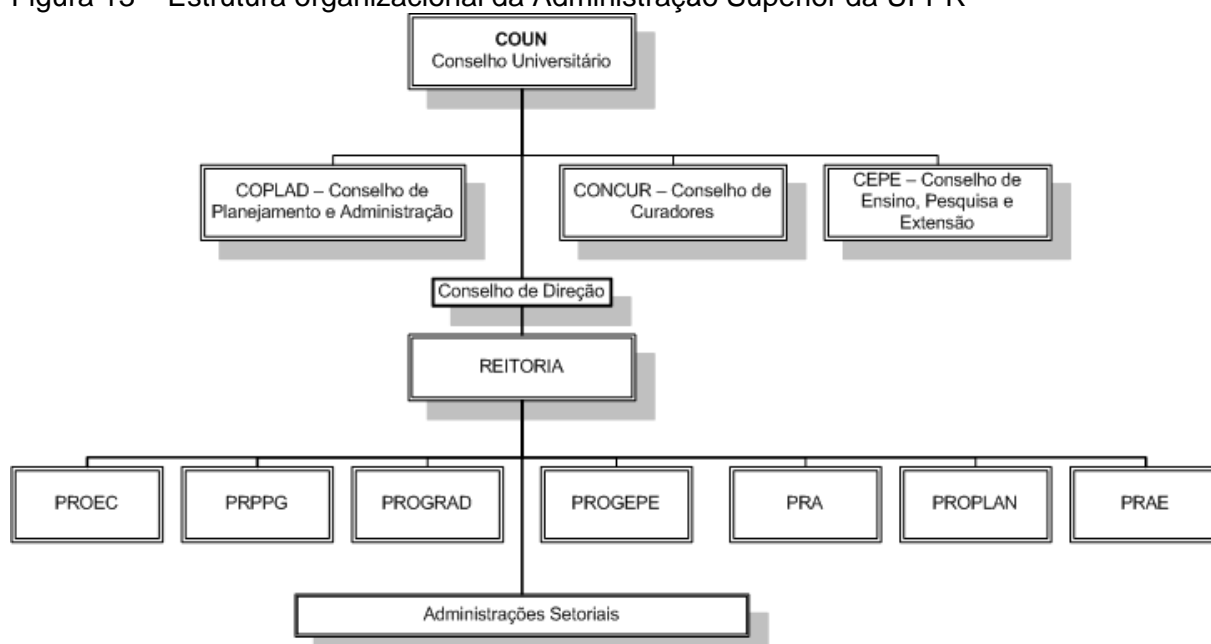 Figura 13 – Estrutura organizacional da Administração Superior da UFPR
COUN
Conselho Universitário
COPLAD – Conselho de
Planejamento e Administração
CONCUR – Conselho de
Curadores
CEPE – Conselho de
Ensino, Pesquisa e
Extensão
Conselho de Direção
REITORIA
PROEC
PRPPG
PROGRAD
PROGEPE
PRA
PROPLAN
PRAE
Administrações Setoriais